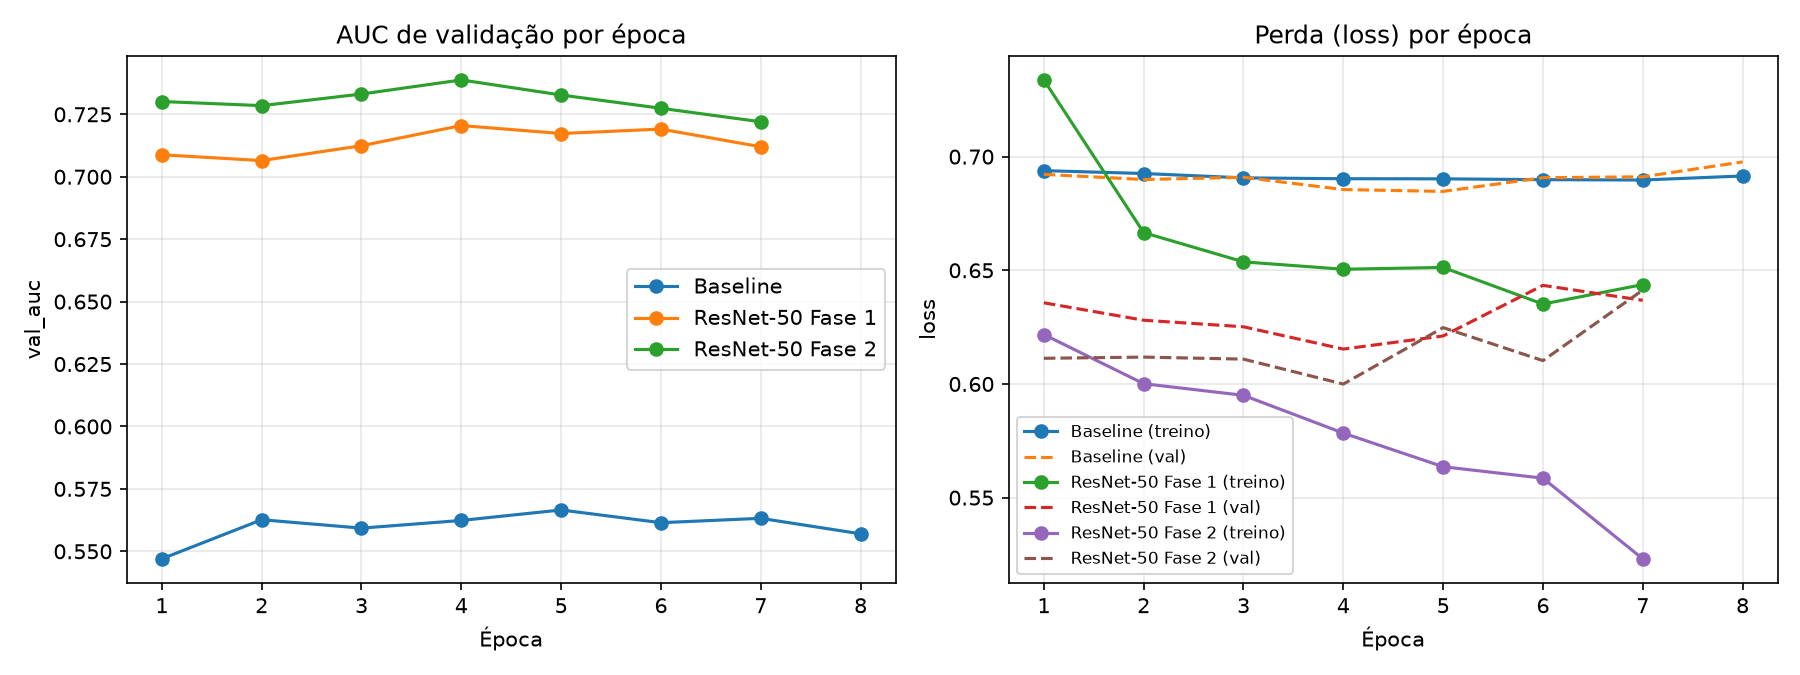 AUC de validação por época
val_auc
0.725
0.700
0.675
0.650
0.625
0.600
0.575
0.550
Baseline
ResNet-50 Fase 1
ResNet-50 Fase 2
1 2 3 4 5 6 7 8
Época
Perda (loss) por época
loss
0.70
0.65
0.60
0.55
Baseline (treino)
Baseline (val)
ResNet-50 Fase 1 (treino)
ResNet-50 Fase 1 (val)
ResNet-50 Fase 2 (treino)
ResNet-50 Fase 2 (val)
1 2 3 4 5 6 7 8
Época